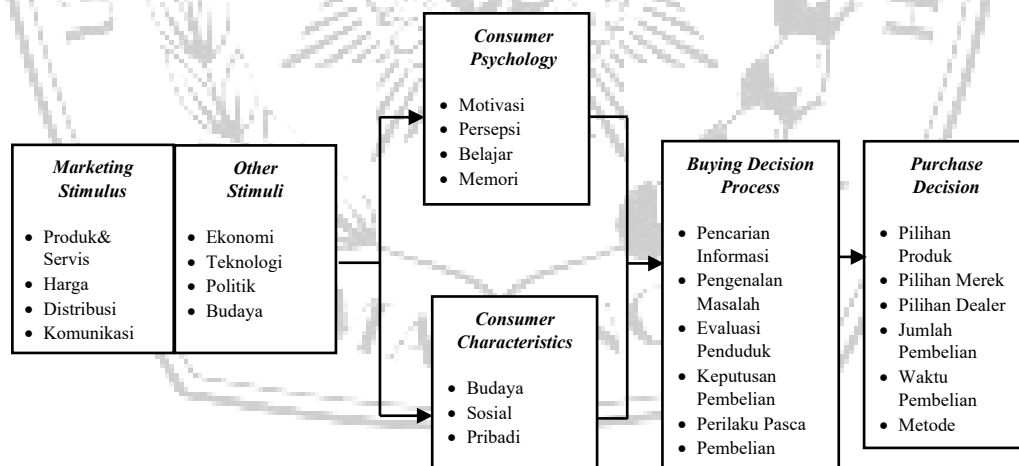 Marketing
Stimulus
• Produk&
Servis
• Harga
• Distribusi
• Komunikasi
Other
Stimuli
• Ekonomi
• Teknologi
• Politik
• Budaya
Consumer
Psychology
• Motivasi
• Persepsi
• Belajar
• Memori
Consumer
Characteristics
• Budaya
• Sosial
• Pribadi
Buying Decision
Process
• Pencarian
Informasi
• Pengenalan
Masalah
• Evaluasi
Penduduk
• Keputusan
Pembelian
• Perilaku Pasca
• Pembelian
Purchase
Decision
• Pilihan
Produk
• Pilihan Merek
• Pilihan Dealer
• Jumlah
Pembelian
• Waktu
Pembelian
• Metode